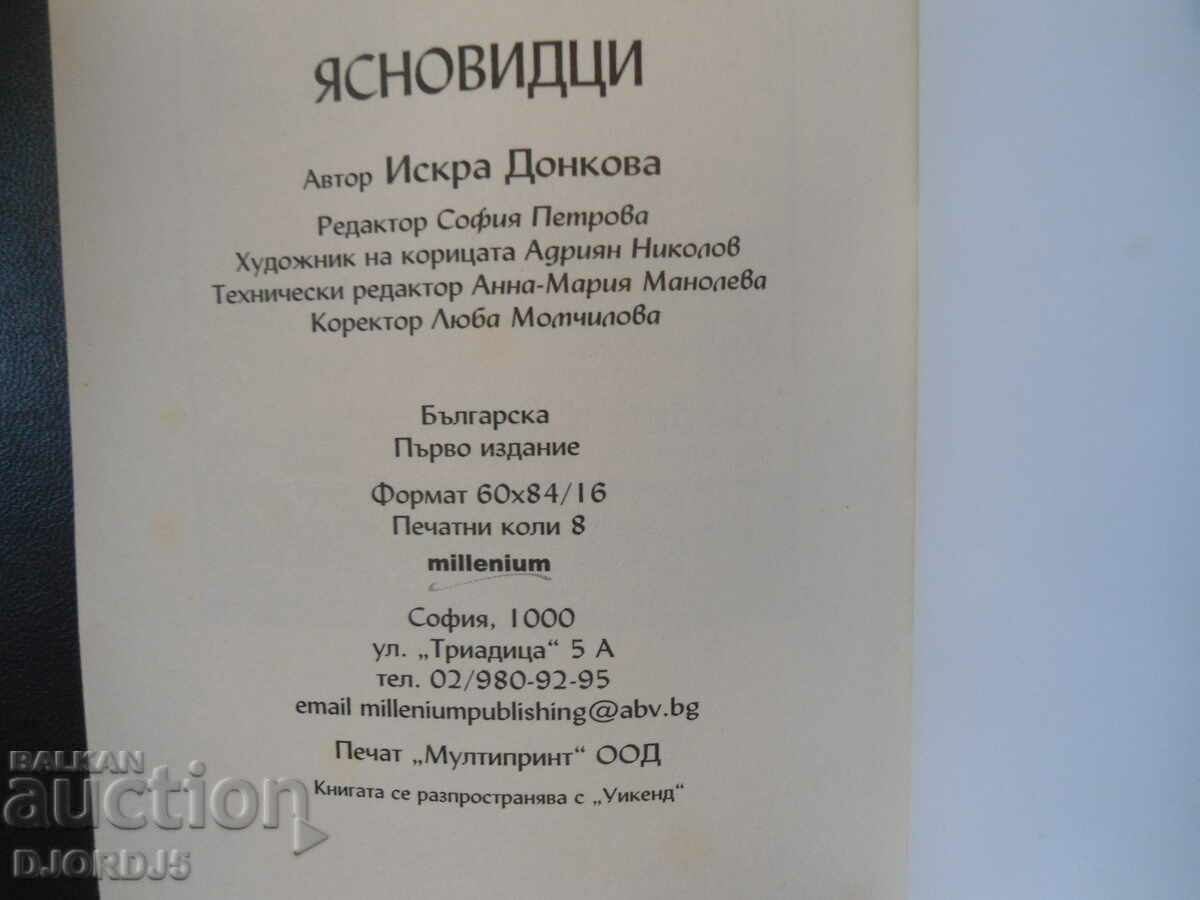 ЯСНОВИДЦИ
Автор Искра Донкова
Редактор София Петрова
Художник на корицата Адриян Николов
Технически редактор Анна-Мария Манолева
Коректор Люба Момчилова
Българска
Първо издание
Формат 60x84/16
Печатни коли 8
millenium
София, 1000
ул. „Триадица“ 5 А
тел. 02/980-92-95
email milleniumpublishing@abv.bg
Печат „Мултипринт“ ООД
Книгата се разпространява с „Уикенд“
BALKAN
auction
DJORDJ5